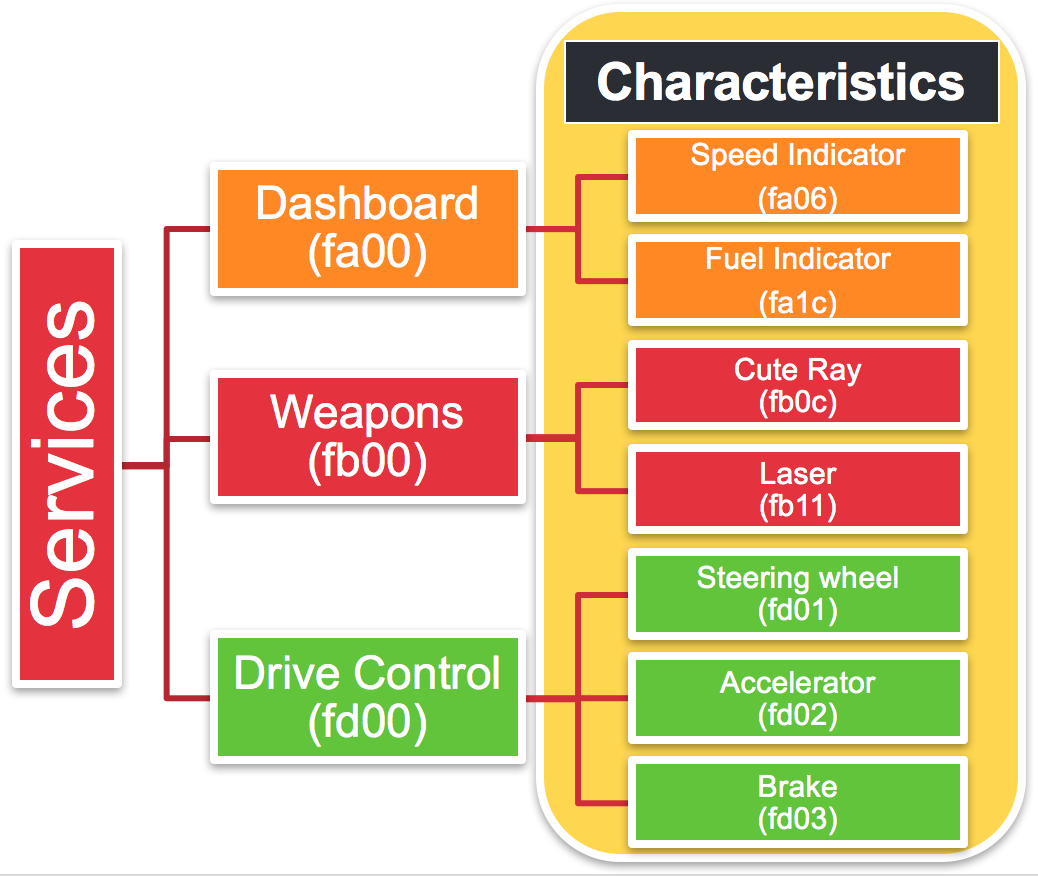 Characteristics
Services
Dashboard
(fa00)
Speed Indicator
(fa06)
Fuel Indicator
(fa1c)
Weapons
(fb00)
Cute Ray
(fb0c)
Laser
(fb11)
Drive Control
(fd00)
Steering wheel
(fd01)
Accelerator
(fd02)
Brake
(fd03)